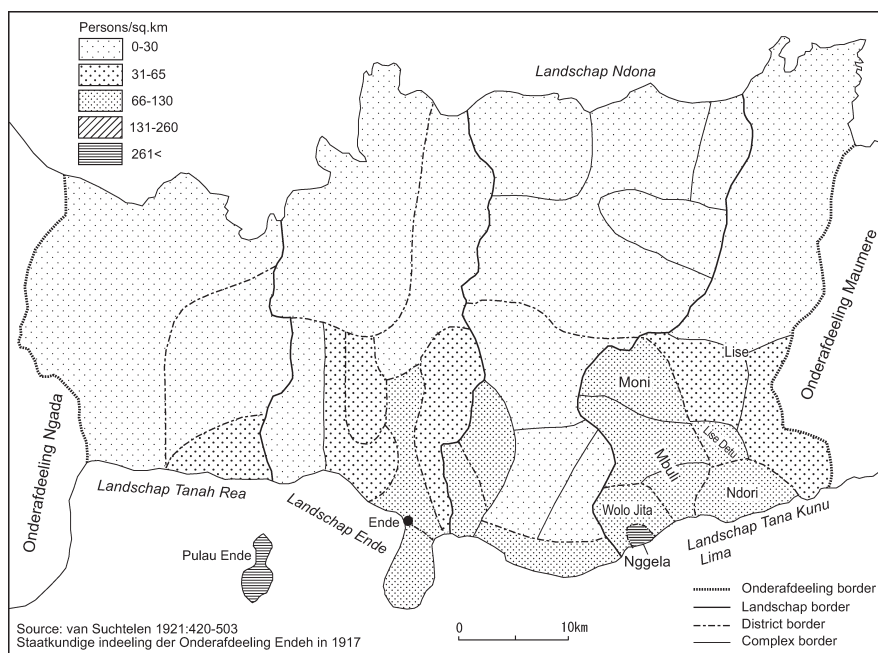 Persons/sq.km
0-30
31-65
66-130
131-260
261<
Landschap Ndona
Onderafdeeling Maumere
Lise
Moni
Lise Detu
Mbuli
Ndori
Wolo Jita
Nggela
Landschap Tana Kunu
Lima
Onderafdeeling Ngada
Landschap Tanah Rea
Landschap Ende
Ende
Pulau Ende
Source: van Suchtelen 1921:420-503
Staatkundige indeeling der Onderafdeeling Endeh in 1917
0 10km
Onderafdeeling border
Landschap border
District border
Complex border